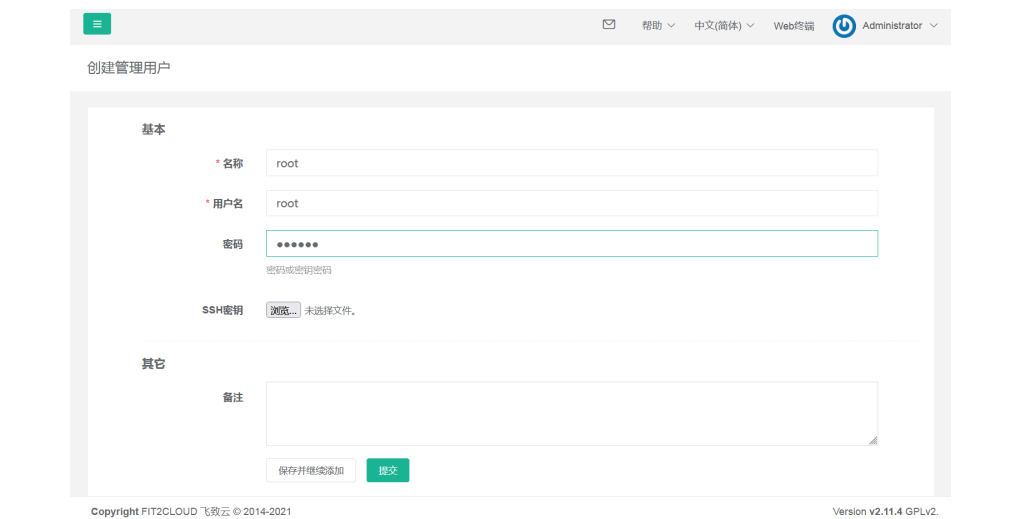 帮助 中文(简体) Web终端 Administrator
创建管理用户
基本
* 名称 root
* 用户名 root
密码 ●●●●●●
密码或密钥密码
SSH密钥 浏览... 未选择文件。
其它
备注
保存并继续添加 提交
Copyright FIT2CLOUD 飞致云 © 2014-2021 Version v2.11.4 GPLv2.